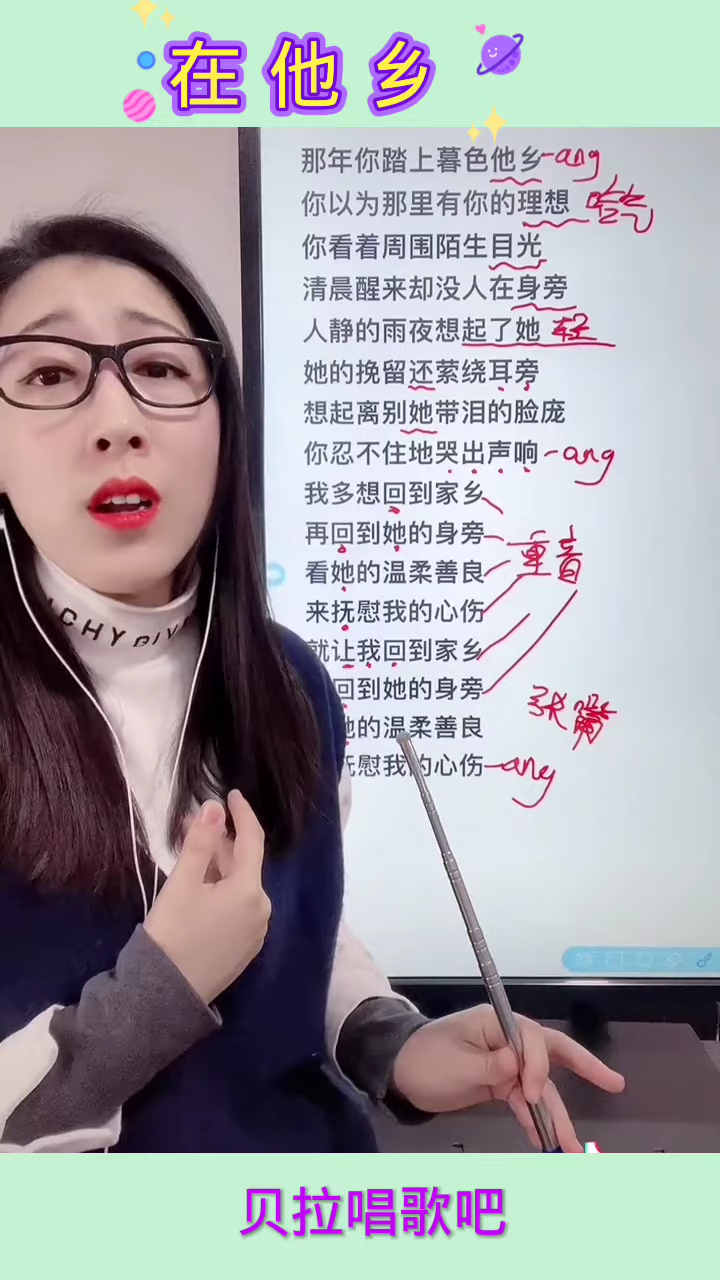 在他乡
那年你踏上暮色他乡-ang
你以为那里有你的理想 哈气
你看着周围陌生目光
清晨醒来却没人在身旁
人静的雨夜想起了她 轻
她的挽留还萦绕耳旁
想起离别她带泪的脸庞
你忍不住地哭出声响-ang
我多想回到家乡
再回到她的身旁
重音
看她的温柔善良
来抚慰我的心伤
就让我回到家乡
回到她的身旁
张嘴
她的温柔善良
抚慰我的心伤-ang
CHY
贝拉唱歌吧